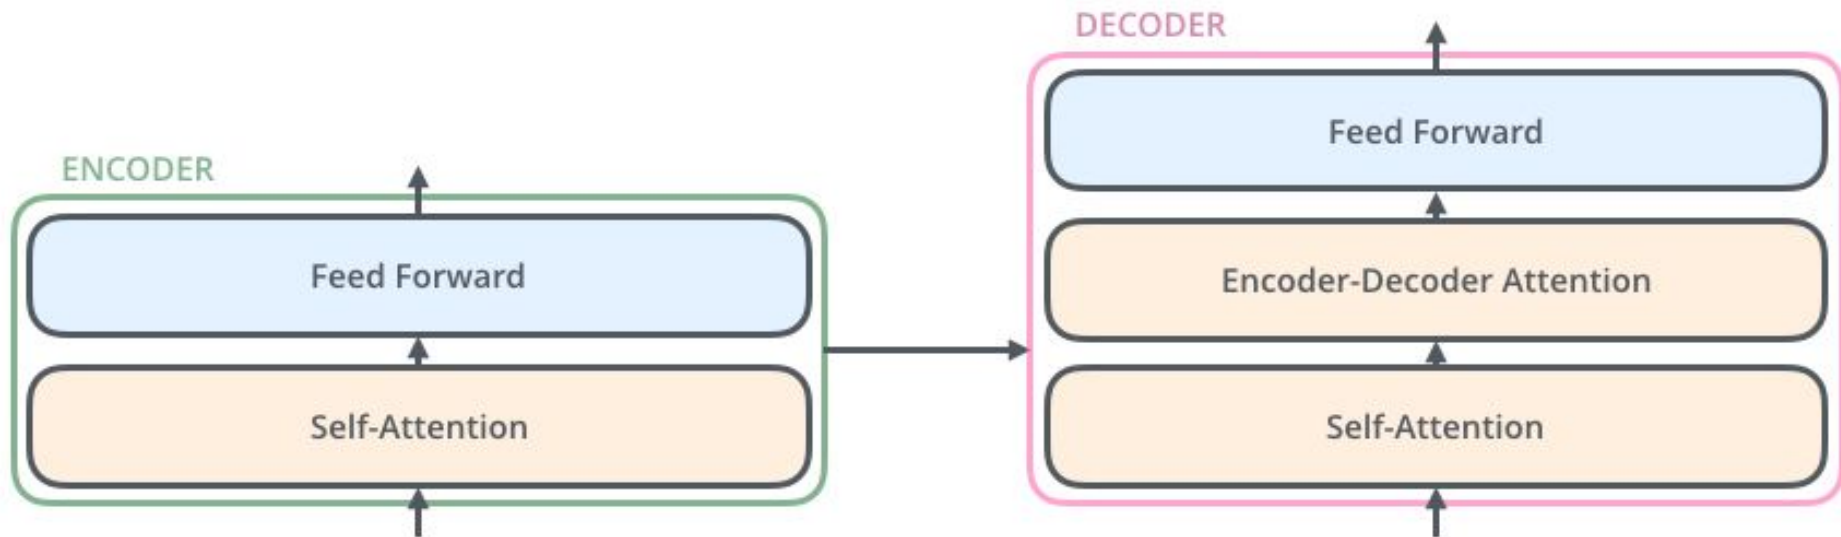 ENCODER
Feed Forward
Self-Attention
DECODER
Feed Forward
Encoder-Decoder Attention
Self-Attention